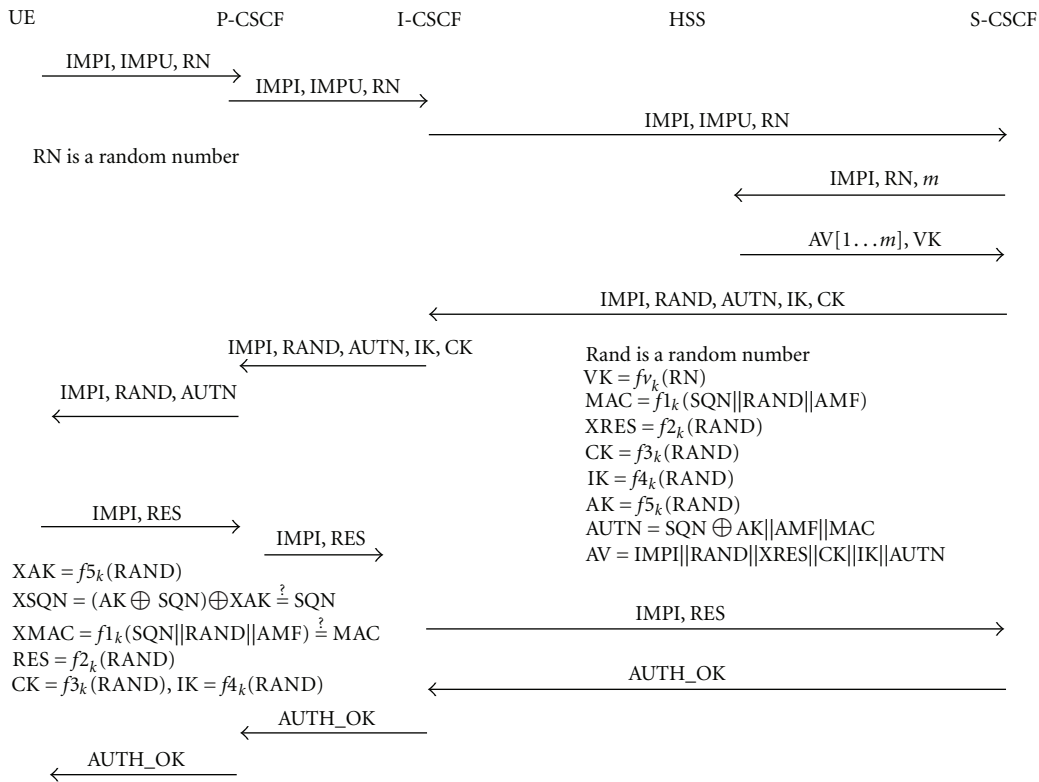 UE P-CSCF I-CSCF HSS S-CSCF
IMPI, IMPU, RN
IMPI, IMPU, RN
IMPI, IMPU, RN
RN is a random number
IMPI, RN, m
AV[1...m], VK
IMPI, RAND, AUTN, IK, CK
IMPI, RAND, AUTN, IK, CK
IMPI, RAND, AUTN
Rand is a random number
VK = fv_k(RN)
MAC = f1_k(SQN||RAND||AMF)
XRES = f2_k(RAND)
CK = f3_k(RAND)
IK = f4_k(RAND)
AK = f5_k(RAND)
AUTN = SQN ⊕ AK||AMF||MAC
AV = IMPI||RAND||XRES||CK||IK||AUTN
IMPI, RES
IMPI, RES
XAK = f5_k(RAND)
XSQN = (AK ⊕ SQN)⊕XAK ≟ SQN
XMAC = f1_k(SQN||RAND||AMF) ≟ MAC
RES = f2_k(RAND)
CK = f3_k(RAND), IK = f4_k(RAND)
IMPI, RES
AUTH_OK
AUTH_OK
AUTH_OK